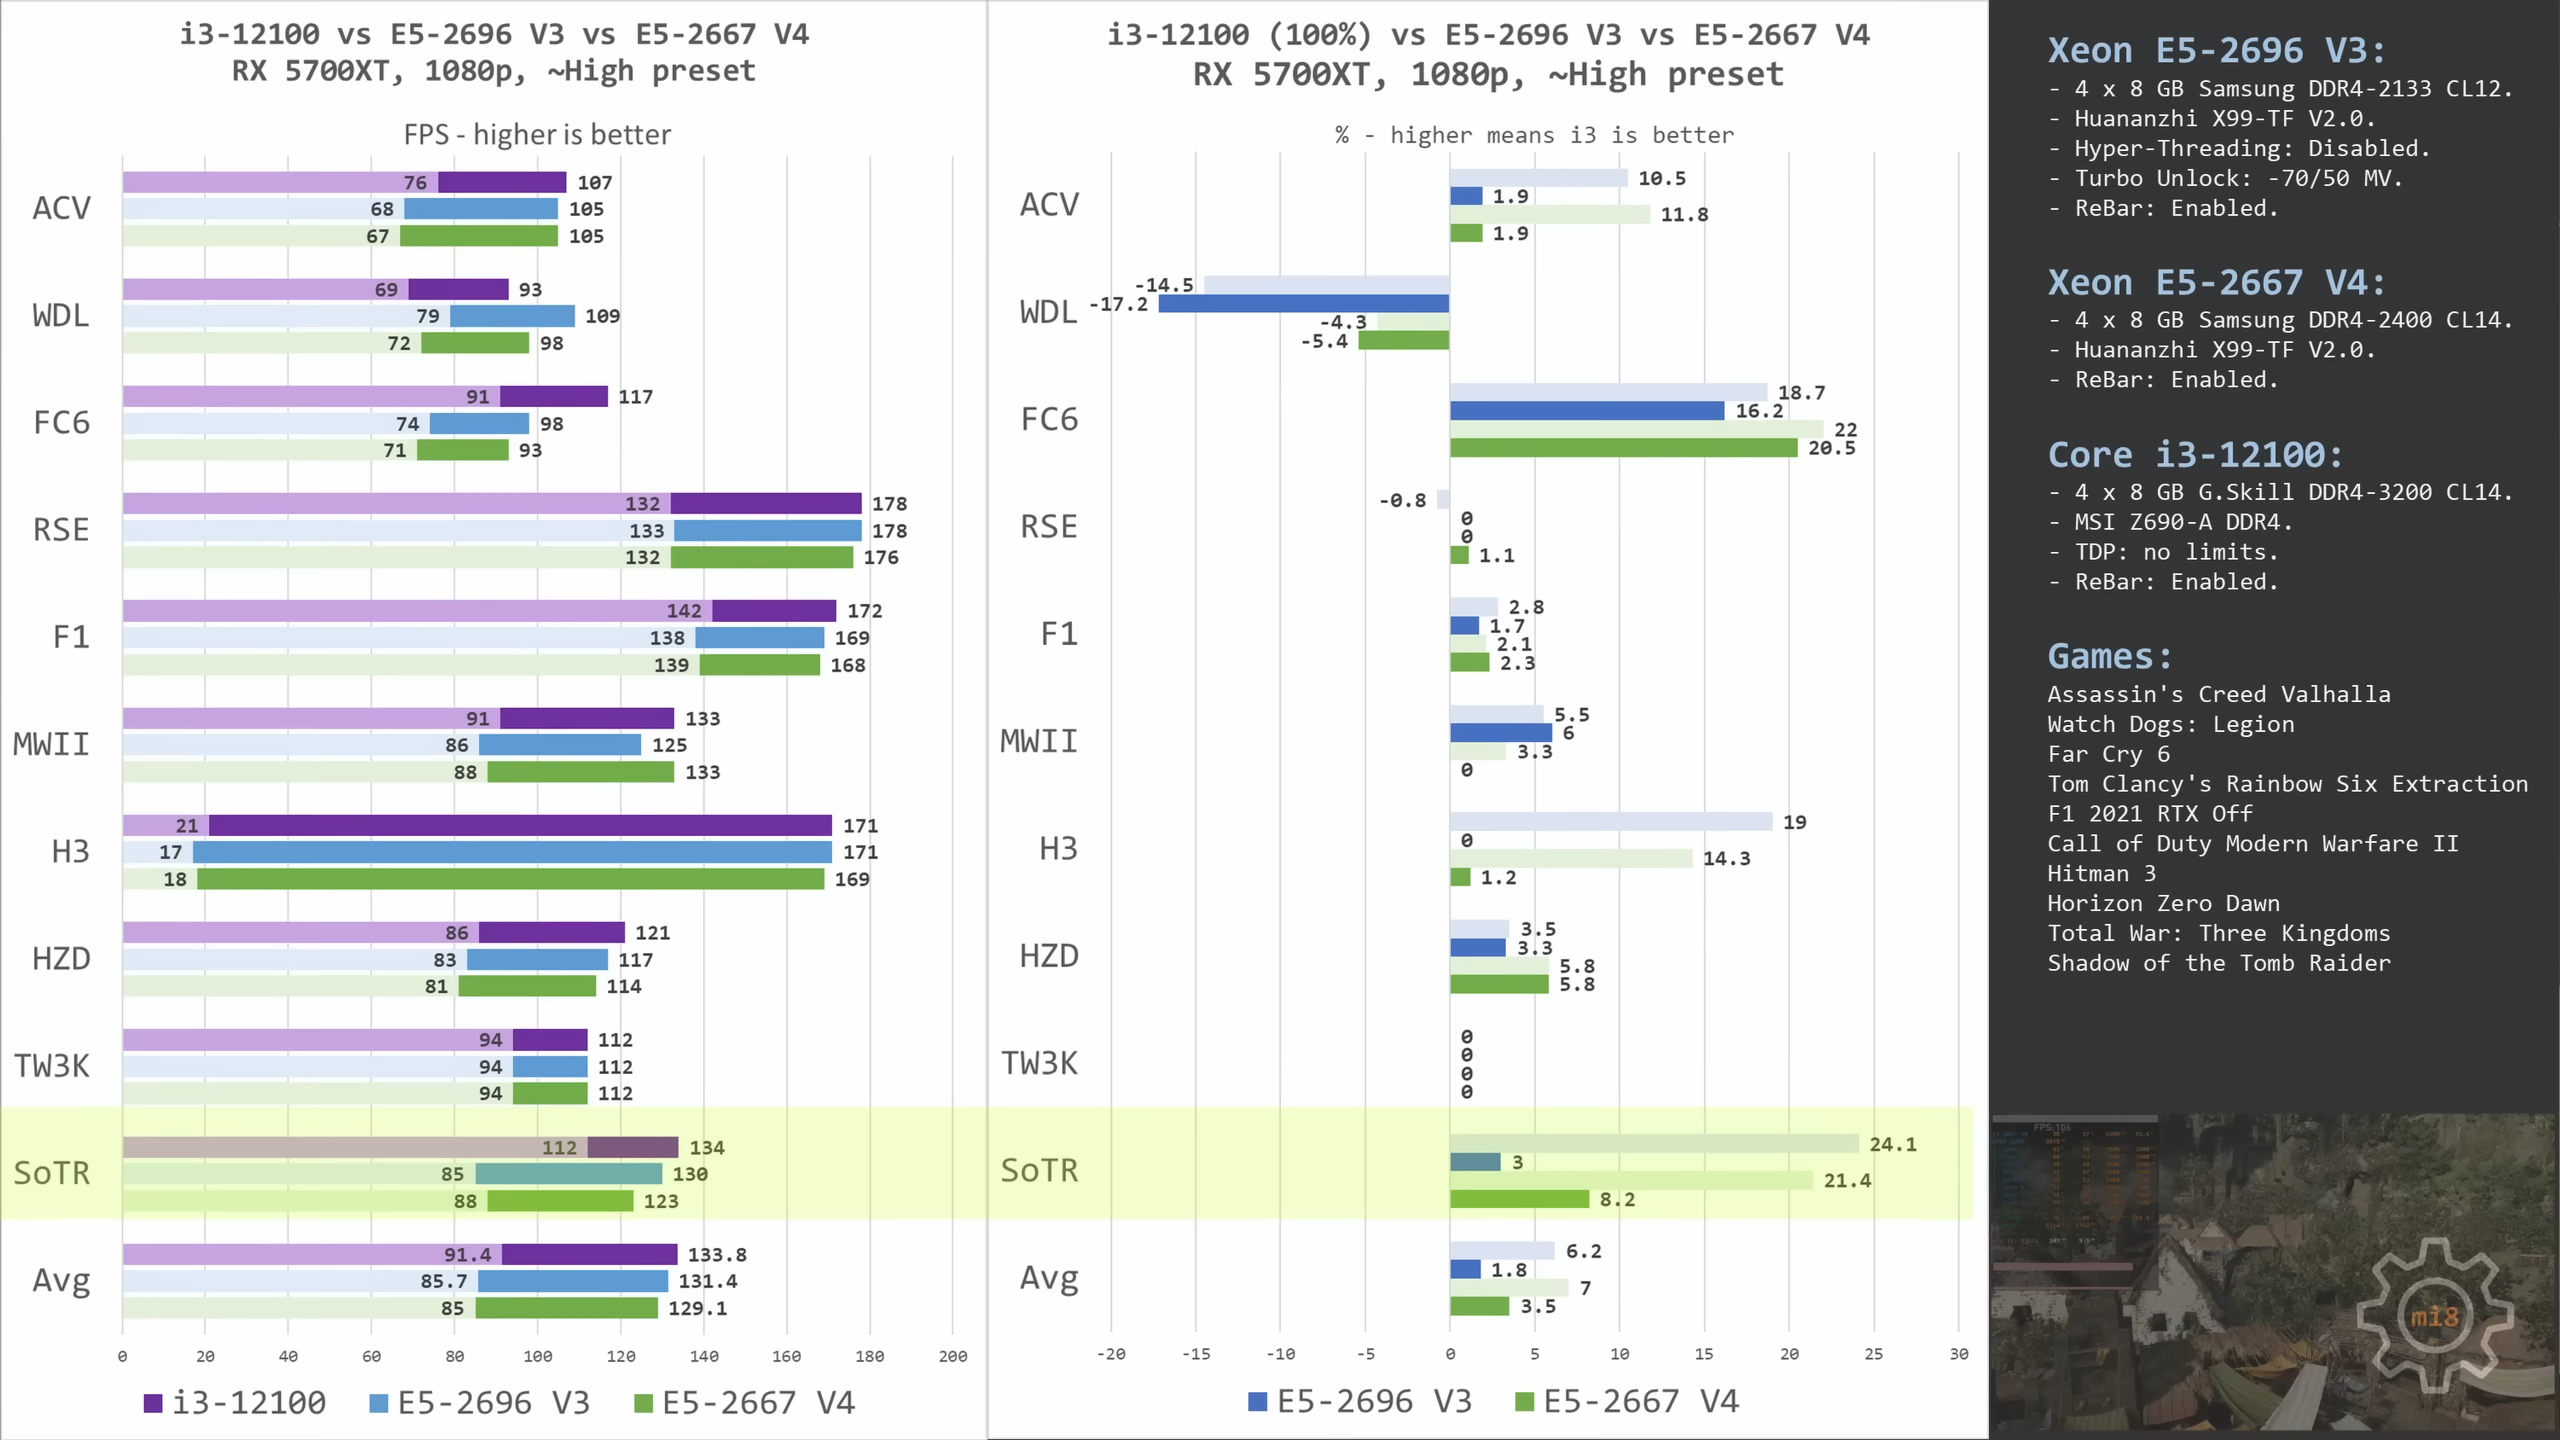 i3-12100 vs E5-2696 V3 vs E5-2667 V4
RX 5700XT, 1080p, ~High preset
FPS - higher is better
ACV
76 107
68 105
67 105
WDL
69 93
79 109
72 98
FC6
91 117
74 98
71 93
RSE
132 178
133 178
132 176
F1
142 172
138 169
139 168
MWII
91 133
86 125
88 133
H3
21 171
17 171
18 169
HZD
86 121
83 117
81 114
TW3K
94 112
94 112
94 112
SoTR
112 134
85 130
88 123
Avg
91.4 133.8
85.7 131.4
85 129.1
0 20 40 60 80 100 120 140 160 180 200
i3-12100 E5-2696 V3 E5-2667 V4
i3-12100 (100%) vs E5-2696 V3 vs E5-2667 V4
RX 5700XT, 1080p, ~High preset
% - higher means i3 is better
ACV
10.5
1.9
11.8
1.9
WDL
-14.5
-17.2
-4.3
-5.4
FC6
18.7
16.2
22
20.5
RSE
-0.8
0
0
1.1
F1
2.8
1.7
2.1
2.3
MWII
5.5
6
3.3
0
H3
19
0
14.3
1.2
HZD
3.5
3.3
5.8
5.8
TW3K
0
0
0
0
SoTR
24.1
3
21.4
8.2
Avg
6.2
1.8
7
3.5
-20 -15 -10 -5 0 5 10 15 20 25 30
E5-2696 V3 E5-2667 V4
Xeon E5-2696 V3:
- 4 x 8 GB Samsung DDR4-2133 CL12.
- Huananzhi X99-TF V2.0.
- Hyper-Threading: Disabled.
- Turbo Unlock: -70/50 MV.
- ReBar: Enabled.
Xeon E5-2667 V4:
- 4 x 8 GB Samsung DDR4-2400 CL14.
- Huananzhi X99-TF V2.0.
- ReBar: Enabled.
Core i3-12100:
- 4 x 8 GB G.Skill DDR4-3200 CL14.
- MSI Z690-A DDR4.
- TDP: no limits.
- ReBar: Enabled.
Games:
Assassin's Creed Valhalla
Watch Dogs: Legion
Far Cry 6
Tom Clancy's Rainbow Six Extraction
F1 2021 RTX Off
Call of Duty Modern Warfare II
Hitman 3
Horizon Zero Dawn
Total War: Three Kingdoms
Shadow of the Tomb Raider
FPS:106
mi8